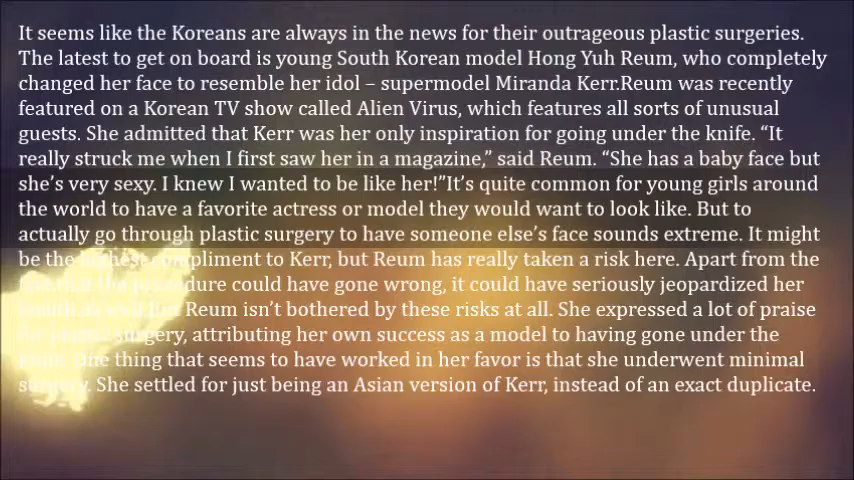 It seems like the Koreans are always in the news for their outrageous plastic surgeries.
The latest to get on board is young South Korean model Hong Yuh Reum, who completely
changed her face to resemble her idol – supermodel Miranda Kerr.Reum was recently
featured on a Korean TV show called Alien Virus, which features all sorts of unusual
guests. She admitted that Kerr was her only inspiration for going under the knife. “It
really struck me when I first saw her in a magazine,” said Reum. “She has a baby face but
she’s very sexy. I knew I wanted to be like her!”It’s quite common for young girls around
the world to have a favorite actress or model they would want to look like. But to
actually go through plastic surgery to have someone else’s face sounds extreme. It might
be the highest compliment to Kerr, but Reum has really taken a risk here. Apart from the
that the procedure could have gone wrong, it could have seriously jeopardized her
Reum isn’t bothered by these risks at all. She expressed a lot of praise
surgery, attributing her own success as a model to having gone under the
One thing that seems to have worked in her favor is that she underwent minimal
surgery. She settled for just being an Asian version of Kerr, instead of an exact duplicate.